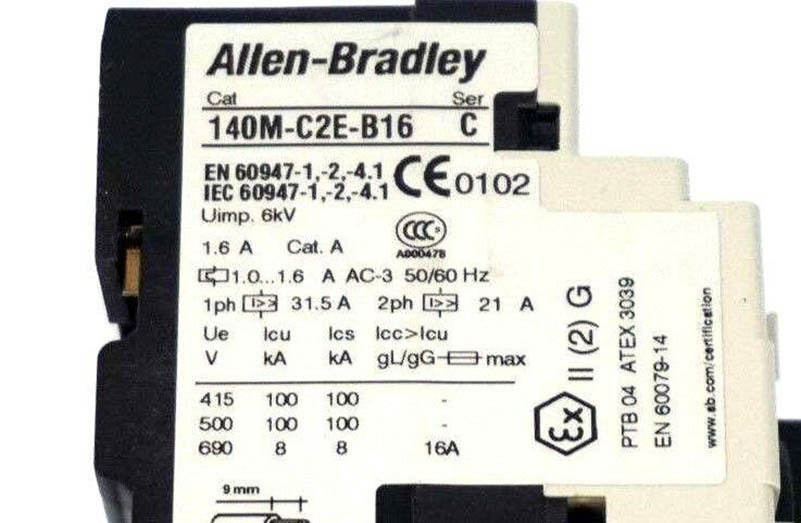 Allen-Bradley
Cat Ser
140M-C2E-B16 C
EN 60947-1,-2,-4.1
IEC 60947-1,-2,-4.1
CE 0102
Uimp. 6kV
CCC S
A000478
1.6 A Cat. A
1.0...1.6 A AC-3 50/60 Hz
1ph I>> 31.5 A 2ph I>> 21 A
Ue Icu Ics Icc>Icu
V kA kA gL/gG max
415 100 100 -
500 100 100 -
690 8 8 16A
9 mm
Ex II (2) G
PTB 04 ATEX 3039
EN 60079-14
www.ab.com/certification